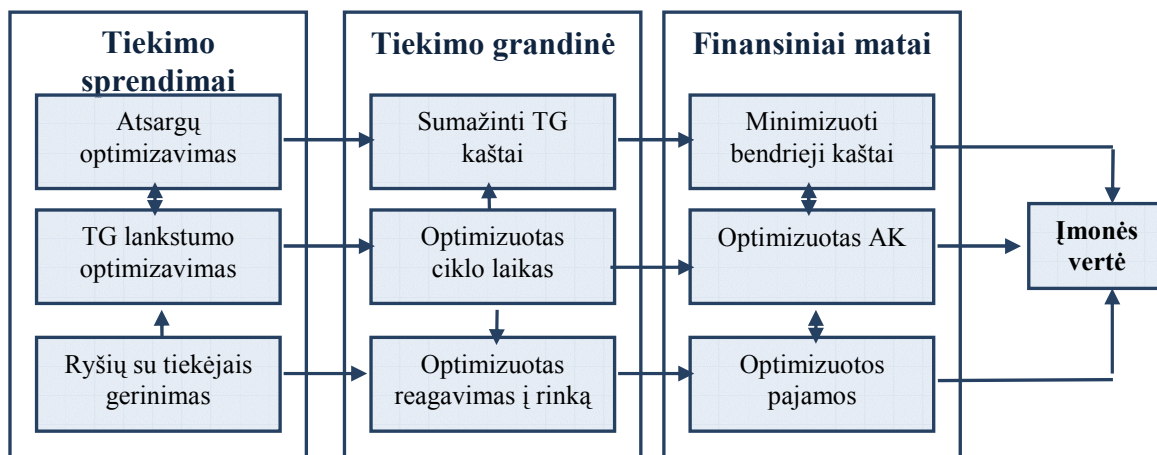 Tiekimo
sprendimai
Atsargų
optimizavimas
TG lankstumo
optimizavimas
Ryšių su tiekėjais
gerinimas
Tiekimo grandinė
Sumažinti TG
kaštai
Optimizuotas
ciklo laikas
Optimizuotas
reagavimas į rinką
Finansiniai matai
Minimizuoti
bendrieji kaštai
Optimizuotas AK
Optimizuotos
pajamos
Įmonės
vertė